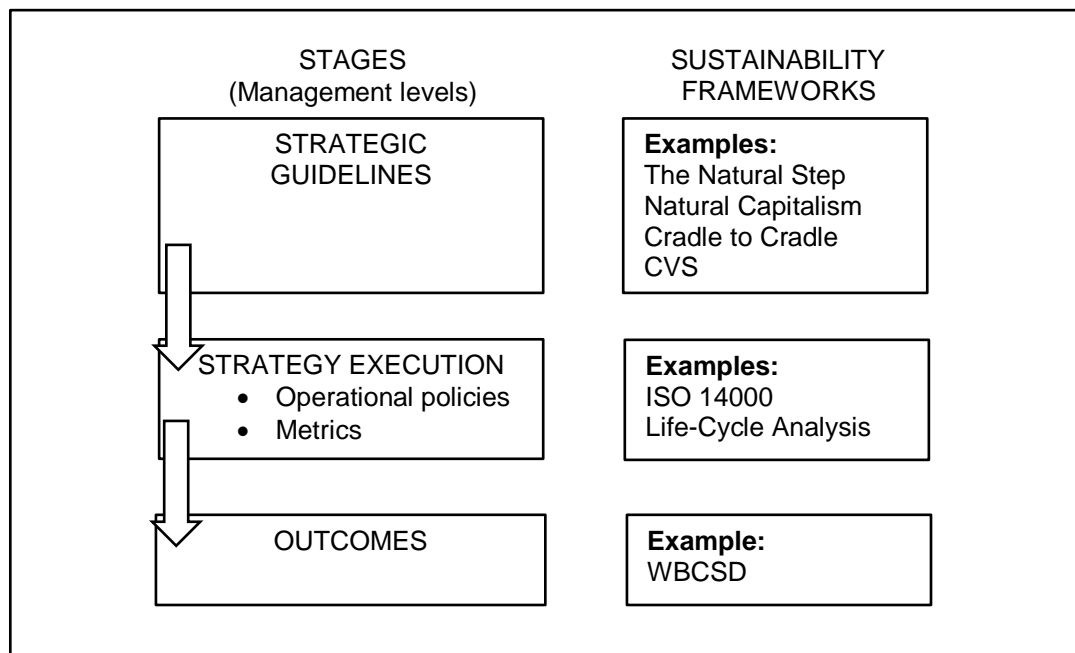 STAGES
(Management levels)
SUSTAINABILITY
FRAMEWORKS
STRATEGIC
GUIDELINES
Examples:
The Natural Step
Natural Capitalism
Cradle to Cradle
CVS
STRATEGY EXECUTION
• Operational policies
• Metrics
Examples:
ISO 14000
Life-Cycle Analysis
OUTCOMES
Example:
WBCSD